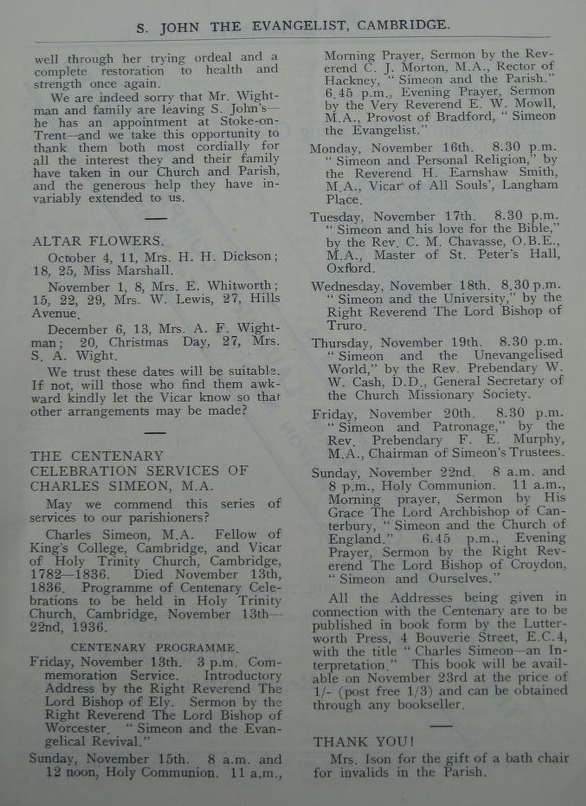 S. JOHN THE EVANGELIST, CAMBRIDGE.
well through her trying ordeal and a
complete restoration to health and
strength once again.
We are indeed sorry that Mr. Wight-
man and family are leaving S. John's—
he has an appointment at Stoke-on-
Trent—and we take this opportunity to
thank them both most cordially for
all the interest they and their family
have taken in our Church and Parish,
and the generous help they have in-
variably extended to us.
ALTAR FLOWERS.
October 4, 11, Mrs. H. H. Dickson;
18, 25, Miss Marshall.
November 1, 8, Mrs. E. Whitworth;
15, 22, 29, Mrs. W. Lewis, 27, Hills
Avenue.
December 6, 13, Mrs. A. F. Wight-
man; 20, Christmas Day, 27, Mrs.
S. A. Wight.
We trust these dates will be suitable.
If not, will those who find them awk-
ward kindly let the Vicar know so that
other arrangements may be made?
THE CENTENARY
CELEBRATION SERVICES OF
CHARLES SIMEON, M.A.
May we commend this series of
services to our parishioners?
Charles Simeon, M.A. Fellow of
King's College, Cambridge, and Vicar
of Holy Trinity Church, Cambridge,
1782—1836. Died November 13th,
1836. Programme of Centenary Cele-
brations to be held in Holy Trinity
Church, Cambridge, November 13th—
22nd, 1936.
CENTENARY PROGRAMME.
Friday, November 13th. 3 p.m. Com-
memoration Service. Introductory
Address by the Right Reverend The
Lord Bishop of Ely. Sermon by the
Right Reverend The Lord Bishop of
Worcester. "Simeon and the Evan-
gelical Revival."
Sunday, November 15th. 8 a.m. and
12 noon, Holy Communion. 11 a.m.,
Morning Prayer, Sermon by the Rev-
erend C. J. Morton, M.A., Rector of
Hackney, "Simeon and the Parish."
6.45 p.m., Evening Prayer, Sermon
by the Very Reverend E. W. Mowll,
M.A., Provost of Bradford, "Simeon
the Evangelist."
Monday, November 16th. 8.30 p.m.
"Simeon and Personal Religion," by
the Reverend H. Earnshaw Smith,
M.A., Vicar of All Souls', Langham
Place.
Tuesday, November 17th. 8.30 p.m.
"Simeon and his love for the Bible,"
by the Rev. C. M. Chavasse, O.B.E.,
M.A., Master of St. Peter's Hall,
Oxford.
Wednesday, November 18th. 8.30 p.m.
"Simeon and the University," by the
Right Reverend The Lord Bishop of
Truro.
Thursday, November 19th. 8.30 p.m.
"Simeon and the Unevangelised
World," by the Rev. Prebendary W.
W. Cash, D.D., General Secretary of
the Church Missionary Society.
Friday, November 20th. 8.30 p.m.
"Simeon and Patronage," by the
Rev. Prebendary F. E. Murphy,
M.A., Chairman of Simeon's Trustees.
Sunday, November 22nd. 8 a.m. and
8 p.m., Holy Communion. 11 a.m.,
Morning prayer, Sermon by His
Grace The Lord Archbishop of Can-
terbury, "Simeon and the Church of
England." 6.45 p.m., Evening
Prayer, Sermon by the Right Rev-
erend The Lord Bishop of Croydon,
"Simeon and Ourselves."
All the Addresses being given in
connection with the Centenary are to be
published in book form by the Lutter-
worth Press, 4 Bouverie Street, E.C.4,
with the title "Charles Simeon—an In-
terpretation." This book will be avail-
able on November 23rd at the price of
1/- (post free 1/3) and can be obtained
through any bookseller.
THANK YOU!
Mrs. Ison for the gift of a bath chair
for invalids in the Parish.